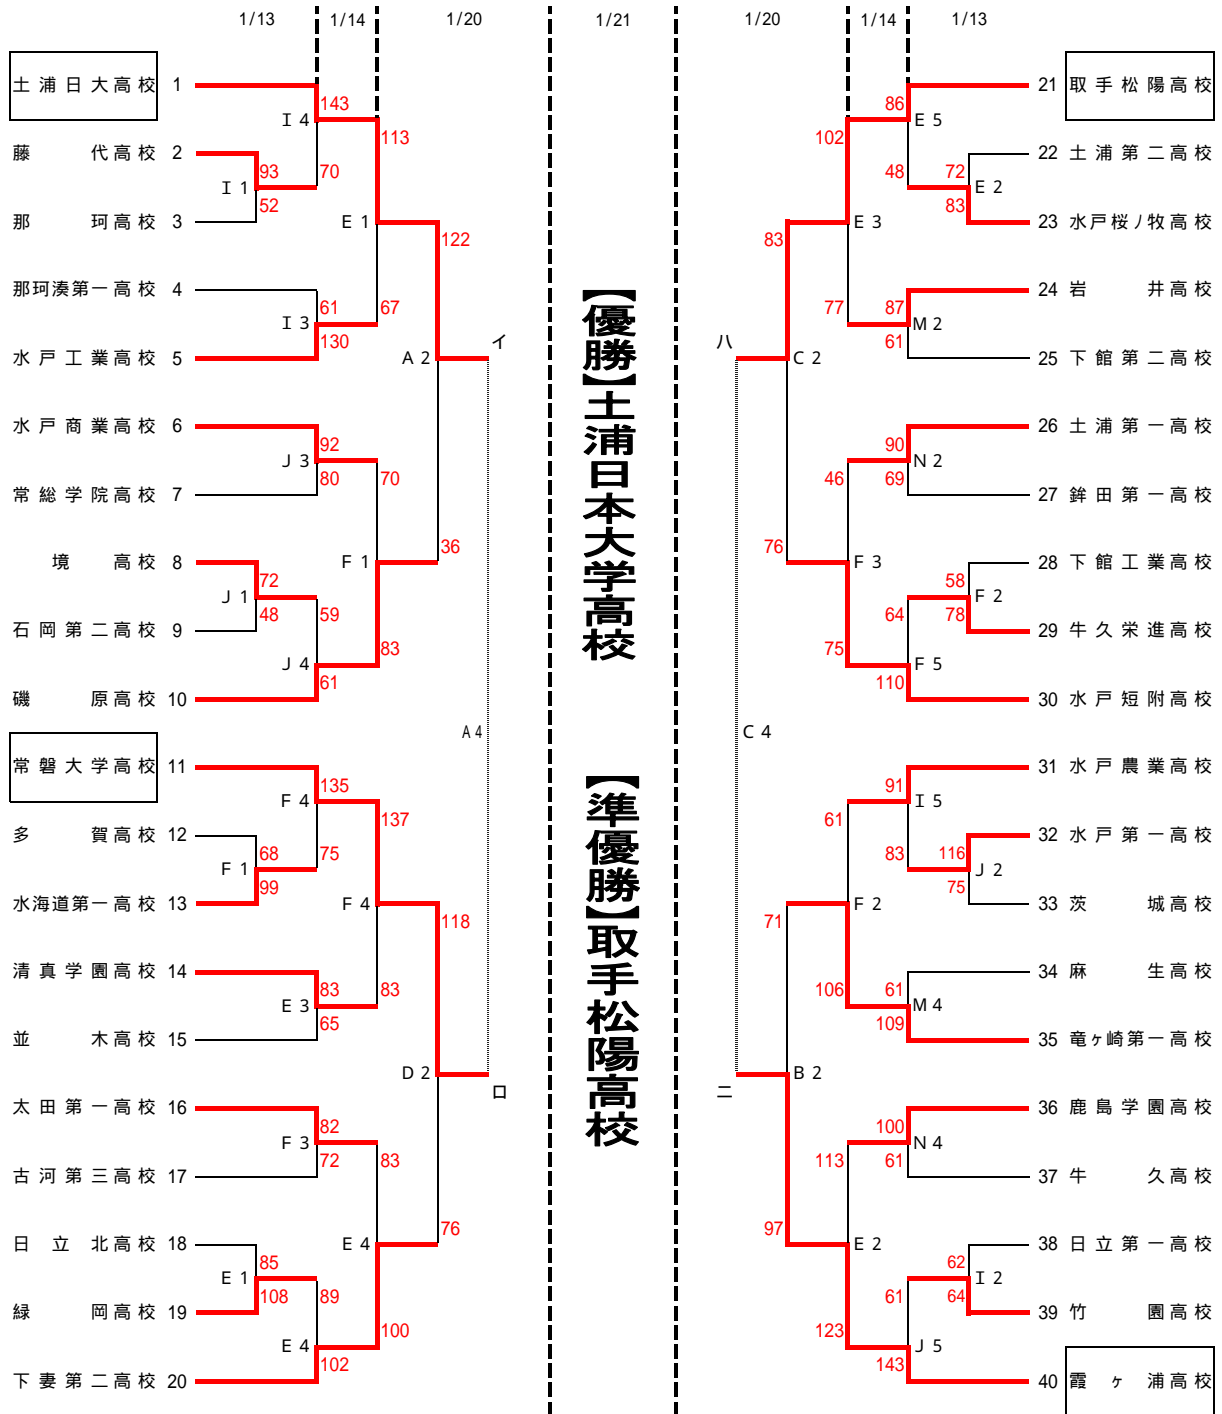 1/13 1/14 1/20 1/21 1/20 1/14 1/13
土浦日大高校 1
藤代高校 2
那珂高校 3
那珂湊第一高校 4
水戸工業高校 5
水戸商業高校 6
常総学院高校 7
境高校 8
石岡第二高校 9
磯原高校 10
常磐大学高校 11
多賀高校 12
水海道第一高校 13
清真学園高校 14
並木高校 15
太田第一高校 16
古河第三高校 17
日立北高校 18
緑岡高校 19
下妻第二高校 20
I 1
93
52
J 1
72
48
F 1
68
99
E 1
85
108
I 4
143
70
I 3
61
130
J 3
92
80
J 4
59
61
F 4
135
75
E 3
83
65
F 3
82
72
E 4
89
102
E 1
113
67
F 1
70
83
F 4
137
83
E 4
83
100
A 2
122
36
D 2
118
76
イ
A4
ロ
【優勝】土浦日本大学高校
【準優勝】取手松陽高校
ハ
C 4
ニ
C 2
83
76
B 2
71
97
E 3
102
77
F 3
46
75
F 2
61
106
E 2
113
123
E 5
86
48
M 2
87
61
N 2
90
69
F 5
64
110
I 5
91
83
M 4
61
109
N 4
100
61
J 5
61
143
E 2
72
83
F 2
58
78
J 2
116
75
I 2
62
64
21 取手松陽高校
22 土浦第二高校
23 水戸桜ノ牧高校
24 岩井高校
25 下館第二高校
26 土浦第一高校
27 鉾田第一高校
28 下館工業高校
29 牛久栄進高校
30 水戸短附高校
31 水戸農業高校
32 水戸第一高校
33 茨城高校
34 麻生高校
35 竜ヶ崎第一高校
36 鹿島学園高校
37 牛久高校
38 日立第一高校
39 竹園高校
40 霞ヶ浦高校